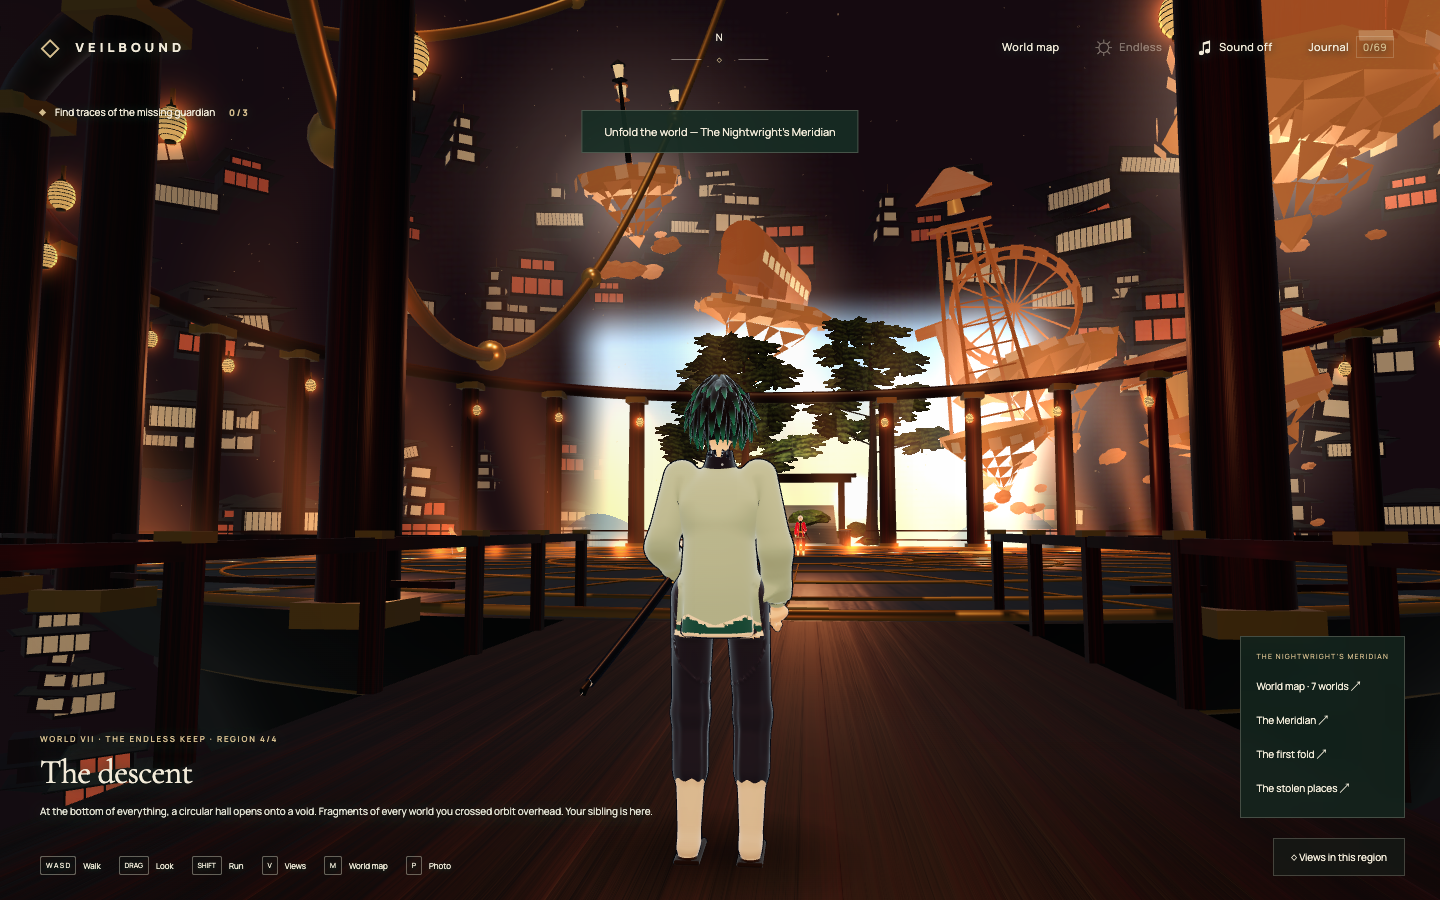 VEILBOUND
N
World map
Endless
Sound off
Journal 0/69
Find traces of the missing guardian 0 / 3
Unfold the world — The Nightwright's Meridian
THE NIGHTWRIGHT'S MERIDIAN
World map · 7 worlds ↗
The Meridian ↗
The first fold ↗
The stolen places ↗
WORLD VII · THE ENDLESS KEEP · REGION 4/4
The descent
At the bottom of everything, a circular hall opens onto a void. Fragments of every world you crossed orbit overhead. Your sibling is here.
WASD Walk DRAG Look SHIFT Run V Views M World map P Photo
◇ Views in this region